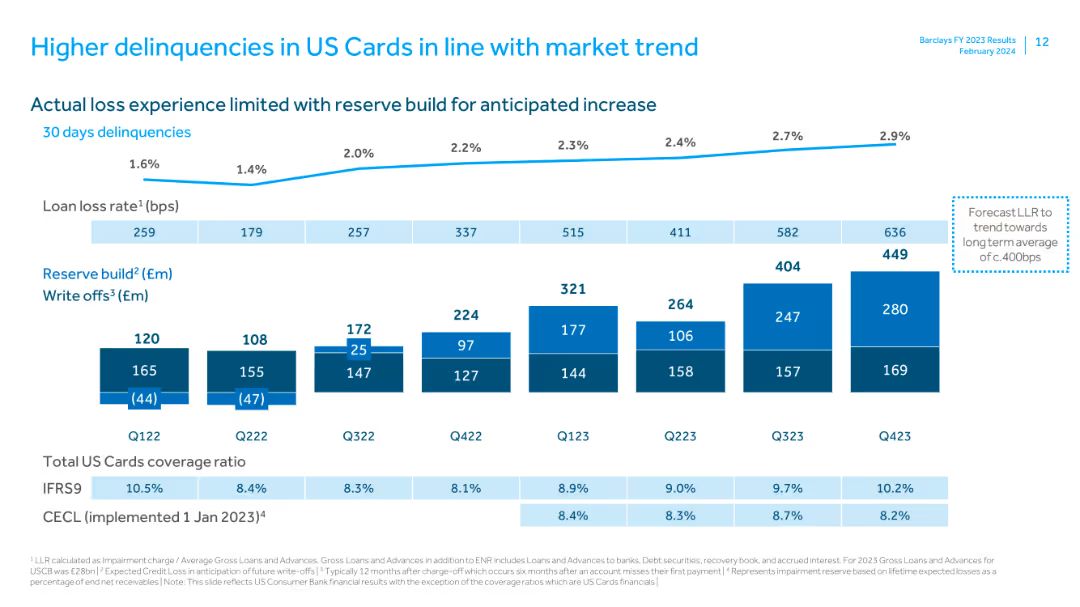 Higher delinquencies in US Cards in line with market trend
Barclays FY 2023 Results
February 2024
12
Actual loss experience limited with reserve build for anticipated increase
30 days delinquencies
1.6% 1.4% 2.0% 2.2% 2.3% 2.4% 2.7% 2.9%
Loan loss rate¹ (bps)
259 179 257 337 515 411 582 636
Forecast LLR to
trend towards
long term average
of c.400bps
Reserve build² (£m)
Write offs³ (£m)
120 108 172 224 321 264 404 449
25 97 177 106 247 280
165 155 147 127 144 158 157 169
(44) (47)
Q122 Q222 Q322 Q422 Q123 Q223 Q323 Q423
Total US Cards coverage ratio
IFRS9 10.5% 8.4% 8.3% 8.1% 8.9% 9.0% 9.7% 10.2%
CECL (implemented 1 Jan 2023)⁴ 8.4% 8.3% 8.7% 8.2%
¹ LLR calculated as Impairment charge / Average Gross Loans and Advances. Gross Loans and Advances in addition to ENR includes Loans and Advances to banks, Debt securities, recovery book, and accrued interest. For 2023 Gross Loans and Advances for
USCB was £28bn | ² Expected Credit Loss in anticipation of future write-offs | ³ Typically 12 months after charge-off which occurs six months after an account misses their first payment | ⁴ Represents impairment reserve based on lifetime expected losses as a
percentage of end net receivables | Note: This slide reflects US Consumer Bank financial results with the exception of the coverage ratios which are US Cards financials |